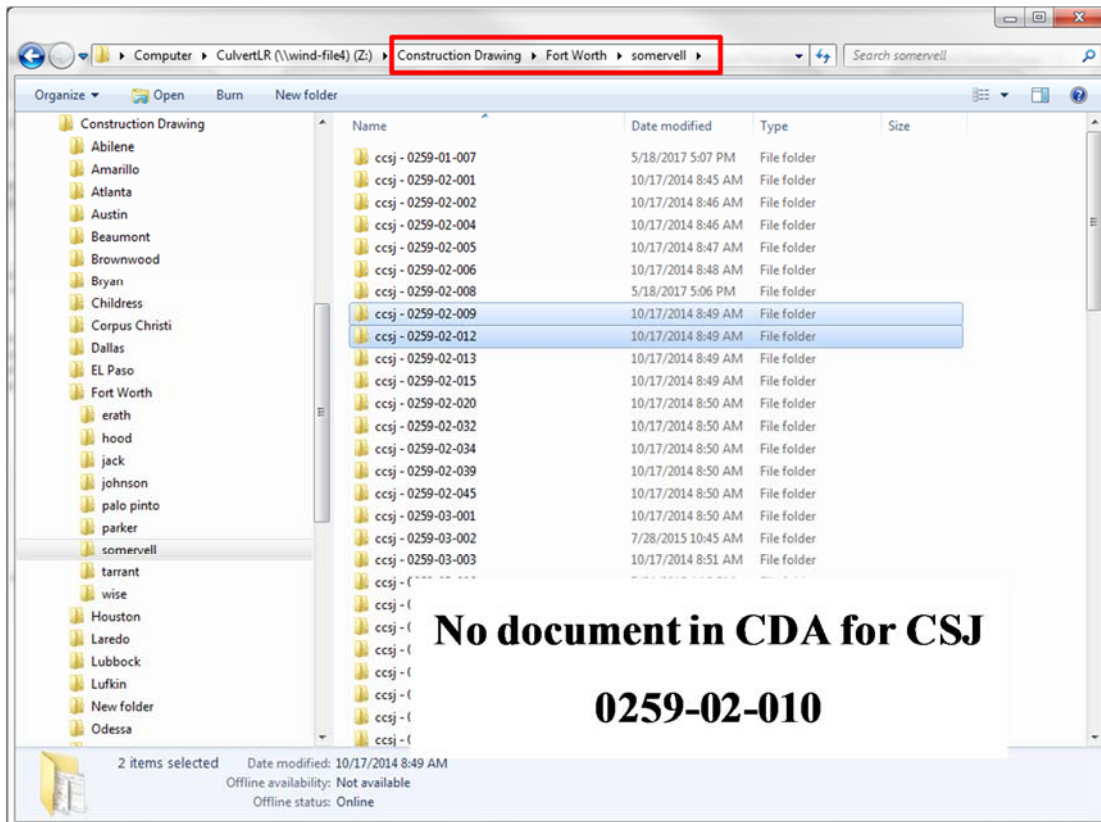 Computer ▸ CulvertLR (\\wind-file4) (Z:) ▸ Construction Drawing ▸ Fort Worth ▸ somervell ▸
Search somervell
Organize Open Burn New folder
Construction Drawing
Abilene
Amarillo
Atlanta
Austin
Beaumont
Brownwood
Bryan
Childress
Corpus Christi
Dallas
EL Paso
Fort Worth
erath
hood
jack
johnson
palo pinto
parker
somervell
tarrant
wise
Houston
Laredo
Lubbock
Lufkin
New folder
Odessa
Name Date modified Type Size
ccsj - 0259-01-007 5/18/2017 5:07 PM File folder
ccsj - 0259-02-001 10/17/2014 8:45 AM File folder
ccsj - 0259-02-002 10/17/2014 8:46 AM File folder
ccsj - 0259-02-004 10/17/2014 8:46 AM File folder
ccsj - 0259-02-005 10/17/2014 8:47 AM File folder
ccsj - 0259-02-006 10/17/2014 8:48 AM File folder
ccsj - 0259-02-008 5/18/2017 5:06 PM File folder
ccsj - 0259-02-009 10/17/2014 8:49 AM File folder
ccsj - 0259-02-012 10/17/2014 8:49 AM File folder
ccsj - 0259-02-013 10/17/2014 8:49 AM File folder
ccsj - 0259-02-015 10/17/2014 8:49 AM File folder
ccsj - 0259-02-020 10/17/2014 8:50 AM File folder
ccsj - 0259-02-032 10/17/2014 8:50 AM File folder
ccsj - 0259-02-034 10/17/2014 8:50 AM File folder
ccsj - 0259-02-039 10/17/2014 8:50 AM File folder
ccsj - 0259-02-045 10/17/2014 8:50 AM File folder
ccsj - 0259-03-001 10/17/2014 8:50 AM File folder
ccsj - 0259-03-002 7/28/2015 10:45 AM File folder
ccsj - 0259-03-003 10/17/2014 8:51 AM File folder
ccsj -
ccsj - (
ccsj - (
ccsj - (
ccsj - (
ccsj - (
ccsj - (
ccsj - (
No document in CDA for CSJ
0259-02-010
2 items selected Date modified: 10/17/2014 8:49 AM
Offline availability: Not available
Offline status: Online